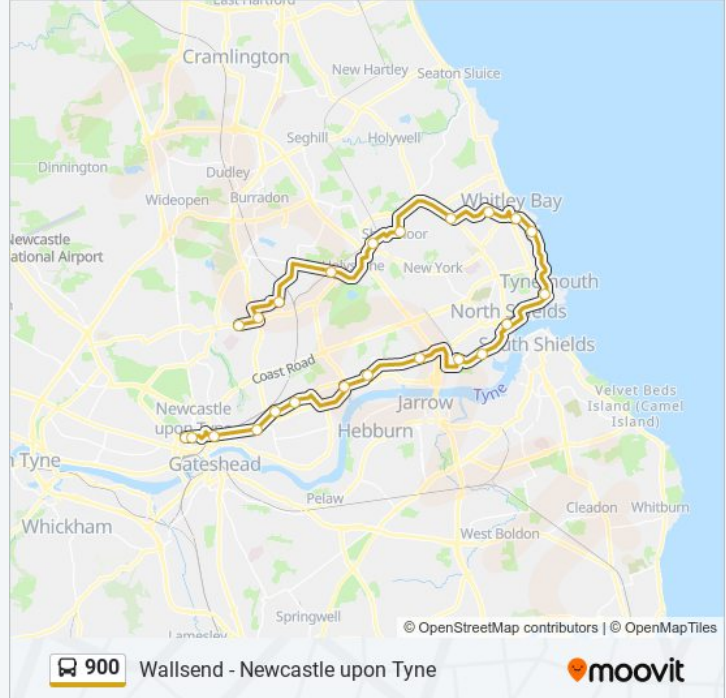 East Hartford
Cramlington
New Hartley
Seaton Sluice
Seghill
Holywell
Dinnington
Dudley
Wideopen
Burradon
Whitley Bay
Newcastle
national Airport
New York
Tynemouth
North Shields
South Shields
Coast Road
Velvet Beds
Island (Camel
Island)
Tyne
Jarrow
Newcastle
upon Tyne
Hebburn
n Tyne
Gateshead
Pelaw
Cleadon
Whitburn
Whickham
West Boldon
Springwell
Lamesley
© OpenStreetMap contributors | © OpenMapTiles
900
Wallsend - Newcastle upon Tyne
moovit